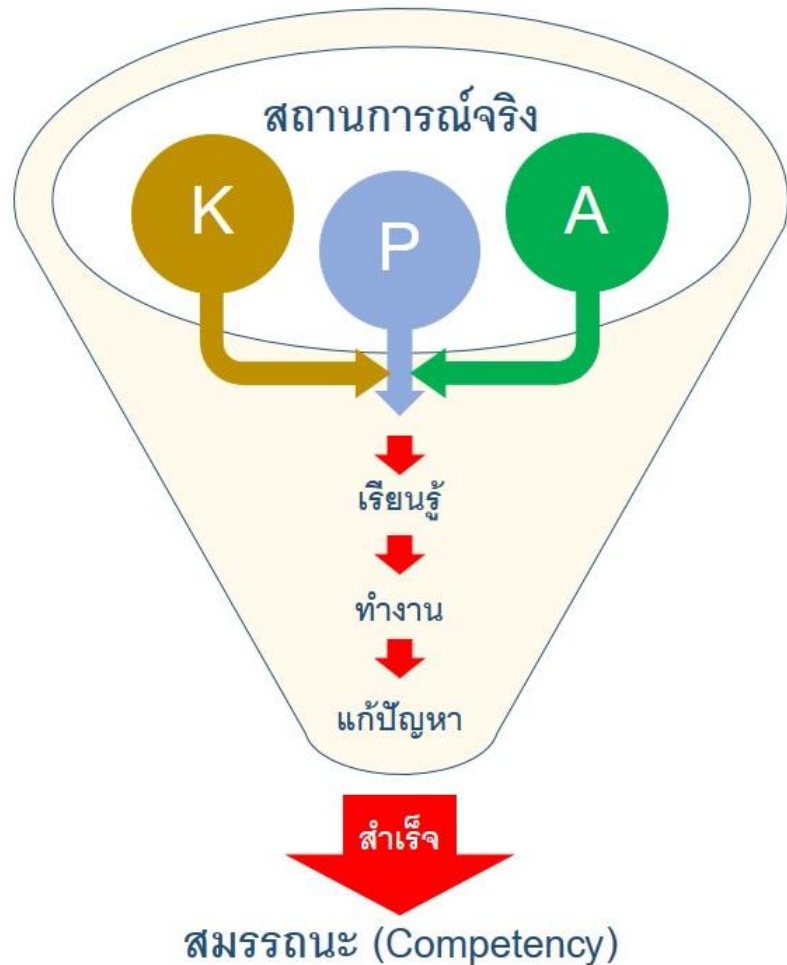 สถานการณ์จริง
K
P
A
เรียนรู้
ทำงาน
แก้ปัญหา
สำเร็จ
สมรรถนะ (Competency)